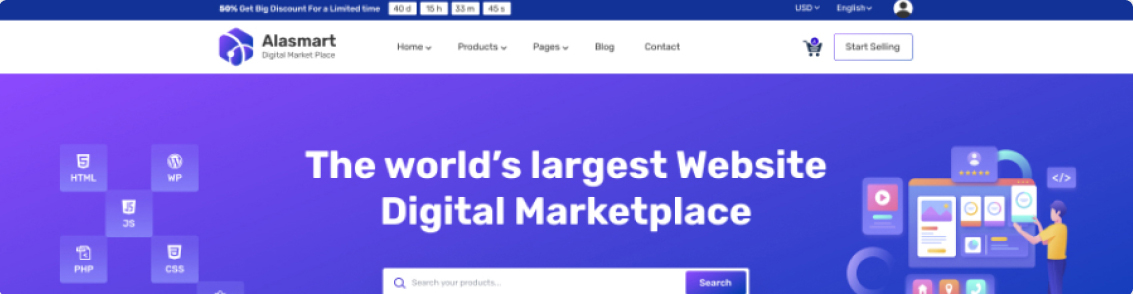 50% Get Big Discount For a Limited time 40 d 15 h 33 m 45 s USD English
Alasmart
Digital Market Place
Home Products Pages Blog Contact
0
Start Selling
The world's largest Website
Digital Marketplace
HTML WP
JS
PHP CSS
</>
Search your products... Search